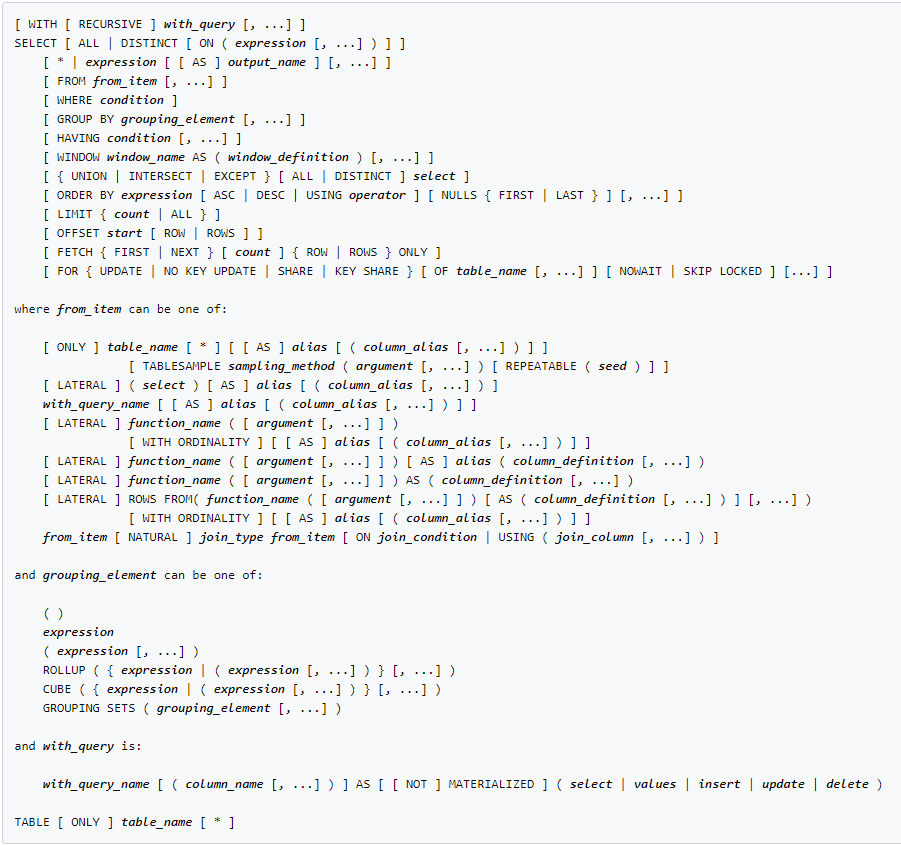 [ WITH [ RECURSIVE ] with_query [, ...] ]
SELECT [ ALL | DISTINCT [ ON ( expression [, ...] ) ] ]
[ * | expression [ [ AS ] output_name ] [, ...] ]
[ FROM from_item [, ...] ]
[ WHERE condition ]
[ GROUP BY grouping_element [, ...] ]
[ HAVING condition [, ...] ]
[ WINDOW window_name AS ( window_definition ) [, ...] ]
[ { UNION | INTERSECT | EXCEPT } [ ALL | DISTINCT ] select ]
[ ORDER BY expression [ ASC | DESC | USING operator ] [ NULLS { FIRST | LAST } ] [, ...] ]
[ LIMIT { count | ALL } ]
[ OFFSET start [ ROW | ROWS ] ]
[ FETCH { FIRST | NEXT } [ count ] { ROW | ROWS } ONLY ]
[ FOR { UPDATE | NO KEY UPDATE | SHARE | KEY SHARE } [ OF table_name [, ...] ] [ NOWAIT | SKIP LOCKED ] [...] ]
where from_item can be one of:
[ ONLY ] table_name [ * ] [ [ AS ] alias [ ( column_alias [, ...] ) ] ]
[ TABLESAMPLE sampling_method ( argument [, ...] ) [ REPEATABLE ( seed ) ] ]
[ LATERAL ] ( select ) [ AS ] alias [ ( column_alias [, ...] ) ]
with_query_name [ [ AS ] alias [ ( column_alias [, ...] ) ] ]
[ LATERAL ] function_name ( [ argument [, ...] ] )
[ WITH ORDINALITY ] [ [ AS ] alias [ ( column_alias [, ...] ) ] ]
[ LATERAL ] function_name ( [ argument [, ...] ] ) [ AS ] alias ( column_definition [, ...] )
[ LATERAL ] function_name ( [ argument [, ...] ] ) AS ( column_definition [, ...] )
[ LATERAL ] ROWS FROM( function_name ( [ argument [, ...] ] ) [ AS ( column_definition [, ...] ) ] [, ...] )
[ WITH ORDINALITY ] [ [ AS ] alias [ ( column_alias [, ...] ) ] ]
from_item [ NATURAL ] join_type from_item [ ON join_condition | USING ( join_column [, ...] ) ]
and grouping_element can be one of:
( )
expression
( expression [, ...] )
ROLLUP ( { expression | ( expression [, ...] ) } [, ...] )
CUBE ( { expression | ( expression [, ...] ) } [, ...] )
GROUPING SETS ( grouping_element [, ...] )
and with_query is:
with_query_name [ ( column_name [, ...] ) ] AS [ [ NOT ] MATERIALIZED ] ( select | values | insert | update | delete )
TABLE [ ONLY ] table_name [ * ]